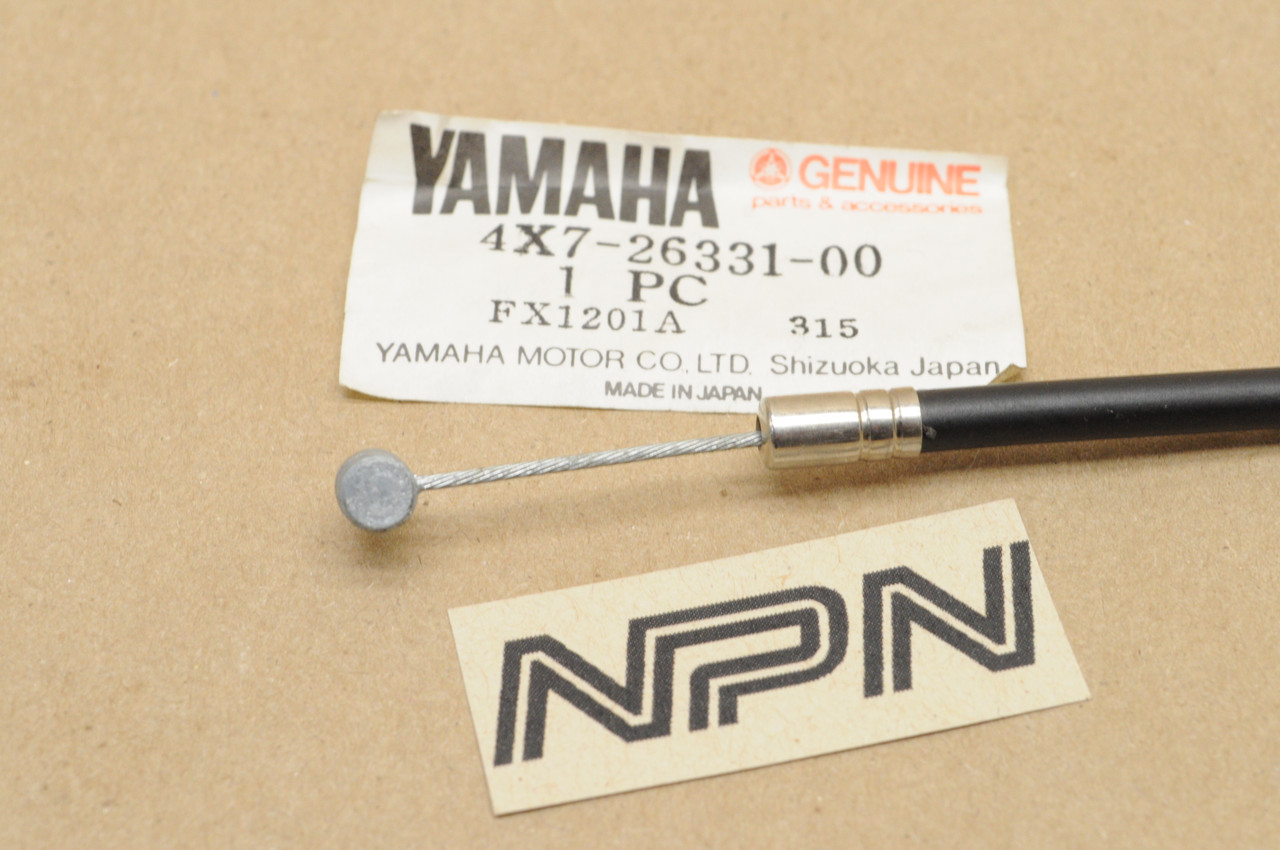 YAMAHA GENUINE
parts & accessories
4X7-26331-00
1 PC
FX1201A 315
YAMAHA MOTOR CO., LTD. Shizuoka Japan
MADE IN JAPAN
NPN